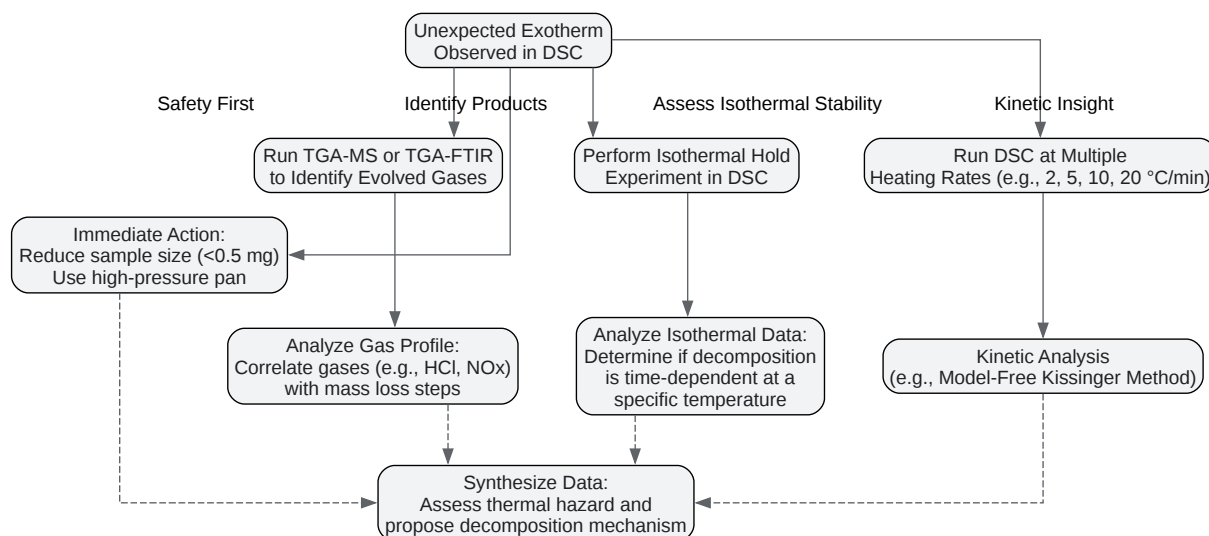 Unexpected Exotherm
Observed in DSC
Safety First
Identify Products
Assess Isothermal Stability
Kinetic Insight
Run TGA-MS or TGA-FTIR
to Identify Evolved Gases
Perform Isothermal Hold
Experiment in DSC
Run DSC at Multiple
Heating Rates (e.g., 2, 5, 10, 20 °C/min)
Immediate Action:
Reduce sample size (<0.5 mg)
Use high-pressure pan
Analyze Gas Profile:
Correlate gases (e.g., HCl, NOx)
with mass loss steps
Analyze Isothermal Data:
Determine if decomposition
is time-dependent at a
specific temperature
Kinetic Analysis
(e.g., Model-Free Kissinger Method)
Synthesize Data:
Assess thermal hazard and
propose decomposition mechanism